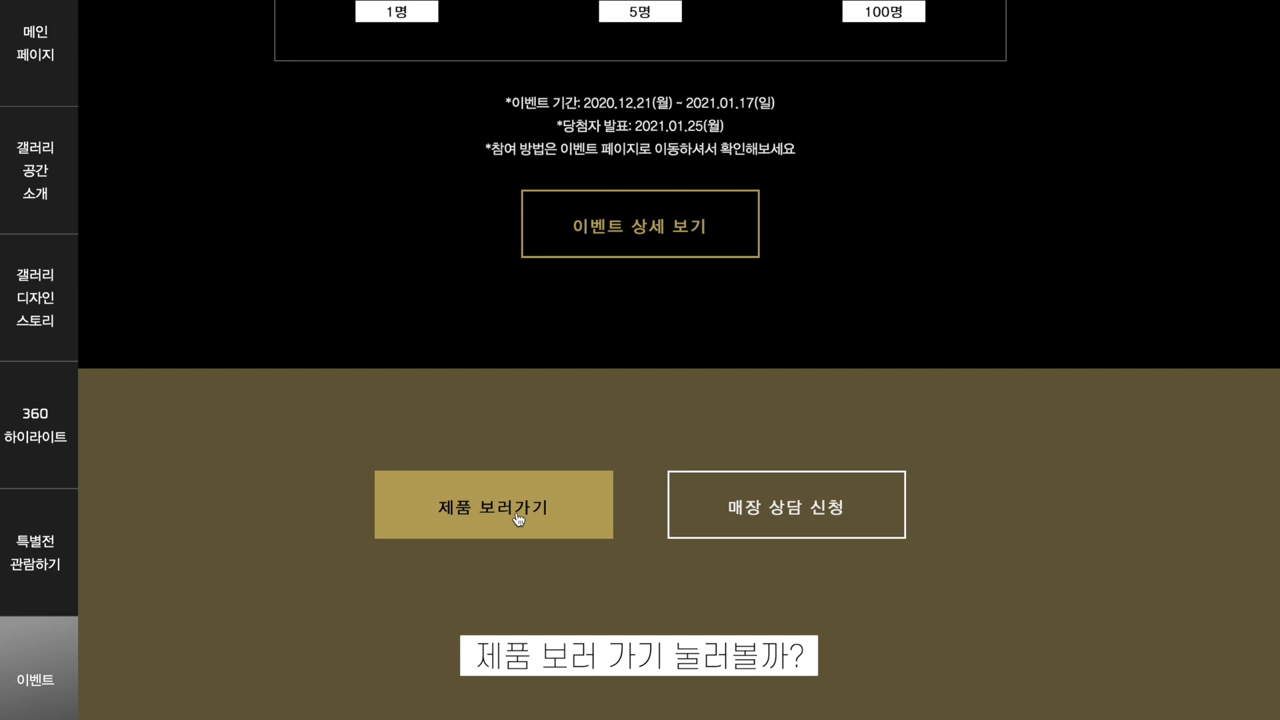 메인
페이지
갤러리
공간
소개
갤러리
디자인
스토리
360
하이라이트
특별전
관람하기
이벤트
1명
5명
100명
*이벤트 기간: 2020.12.21(월) ~ 2021.01.17(일)
*당첨자 발표: 2021.01.25(월)
*참여 방법은 이벤트 페이지로 이동하셔서 확인해보세요
이벤트 상세 보기
제품 보러가기
매장 상담 신청
제품 보러 가기 눌러볼까?